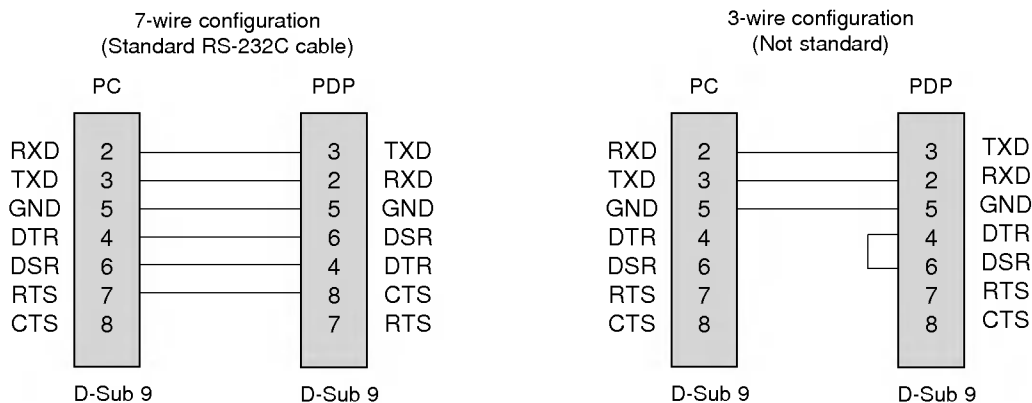 7-wire configuration
(Standard RS-232C cable)
PC PDP
RXD 2 3 TXD
TXD 3 2 RXD
GND 5 5 GND
DTR 4 6 DSR
DSR 6 4 DTR
RTS 7 8 CTS
CTS 8 7 RTS
D-Sub 9 D-Sub 9
3-wire configuration
(Not standard)
PC PDP
RXD 2 3 TXD
TXD 3 2 RXD
GND 5 5 GND
DTR 4 4 DTR
DSR 6 6 DSR
RTS 7 7 RTS
CTS 8 8 CTS
D-Sub 9 D-Sub 9